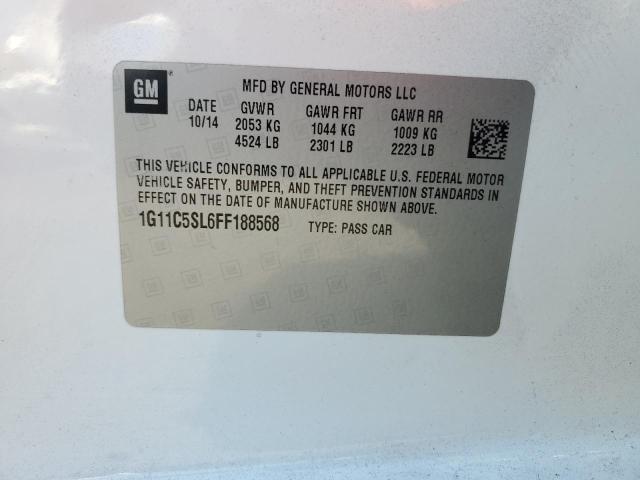 GM ® MFD BY GENERAL MOTORS LLC
DATE GVWR GAWR FRT GAWR RR
10/14 2053 KG 1044 KG 1009 KG
4524 LB 2301 LB 2223 LB
THIS VEHICLE CONFORMS TO ALL APPLICABLE U.S. FEDERAL MOTOR
VEHICLE SAFETY, BUMPER, AND THEFT PREVENTION STANDARDS IN
EFFECT ON THE DATE OF MANUFACTURE SHOWN ABOVE.
1G11C5SL6FF188568 TYPE: PASS CAR